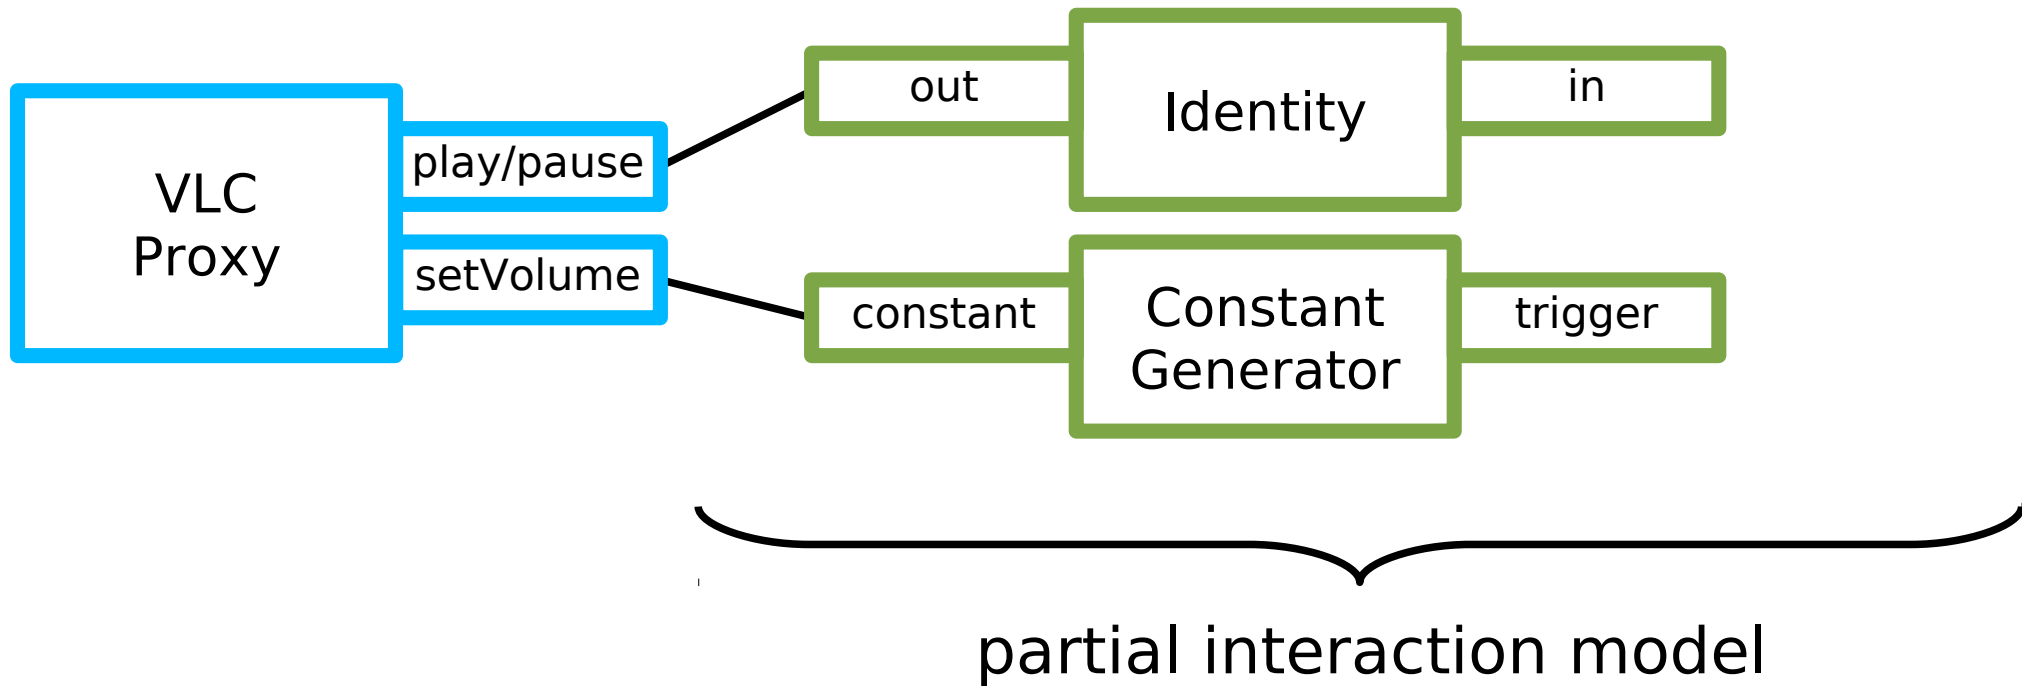 VLC
Proxy
play/pause
setVolume
out
Identity
in
constant
Constant
Generator
trigger
partial interaction model